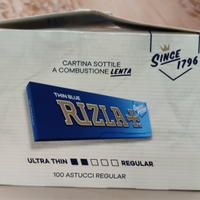 CARTINA SOTTILE
A COMBUSTIONE LENTA
SINCE
1796
THIN BLUE
RIZLA+
ULTRA THIN REGULAR
100 ASTUCCI REGULAR